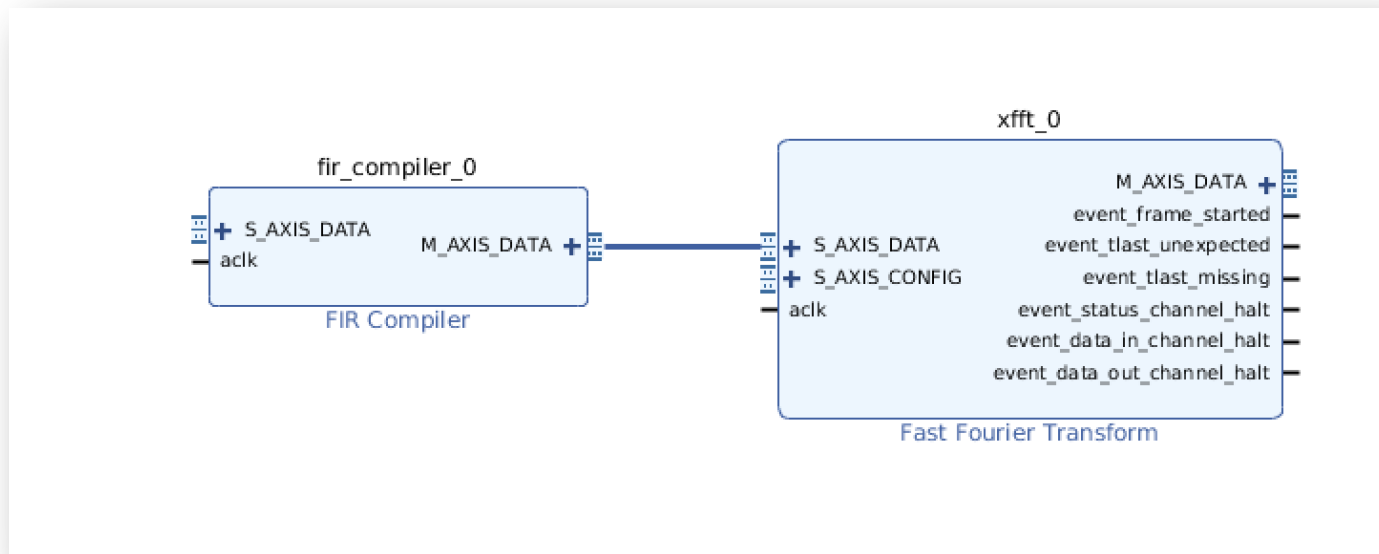 fir_compiler_0
S_AXIS_DATA
M_AXIS_DATA
aclk
FIR Compiler
xfft_0
M_AXIS_DATA
event_frame_started
S_AXIS_DATA
event_tlast_unexpected
S_AXIS_CONFIG
event_tlast_missing
aclk
event_status_channel_halt
event_data_in_channel_halt
event_data_out_channel_halt
Fast Fourier Transform